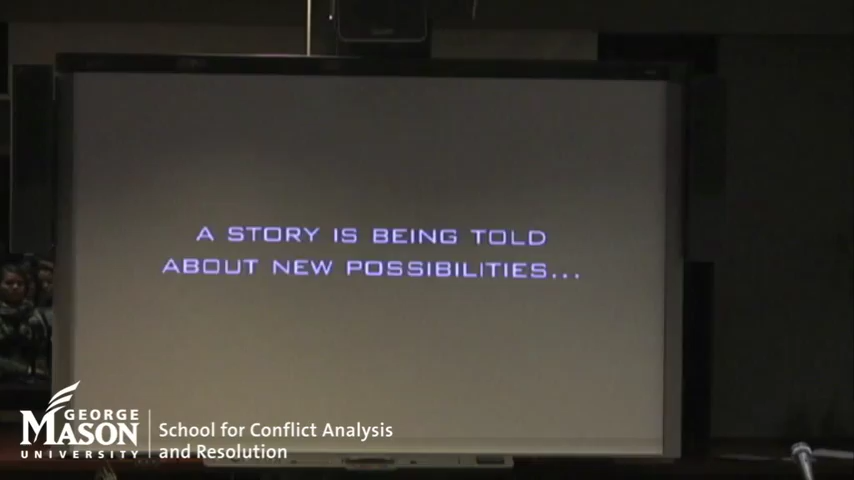 A STORY IS BEING TOLD
ABOUT NEW POSSIBILITIES...
GEORGE
MASON
UNIVERSITY
School for Conflict Analysis
and Resolution